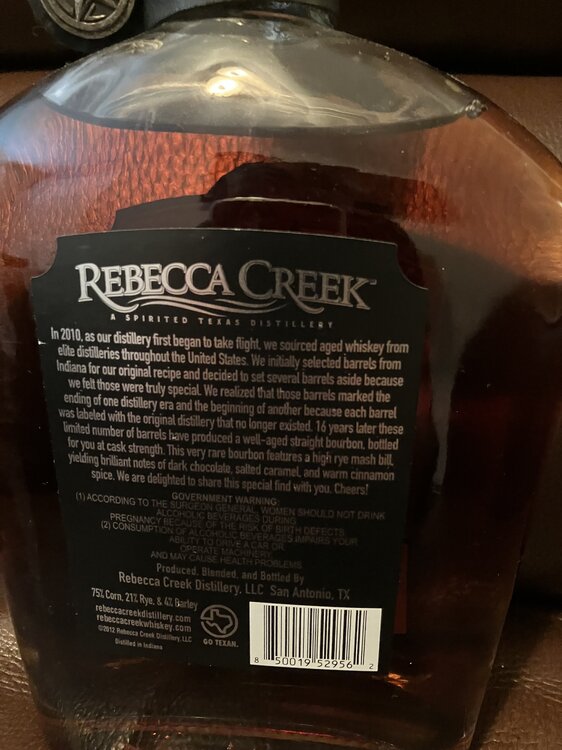 REBECCA CREEK™
A SPIRITED TEXAS DISTILLERY
In 2010, as our distillery first began to take flight, we sourced aged whiskey from
elite distilleries throughout the United States. We initially selected barrels from
Indiana for our original recipe and decided to set several barrels aside because
we felt those were truly special. We realized that those barrels marked the
ending of one distillery era and the beginning of another because each barrel
was labeled with the original distillery that no longer existed. 16 years later these
limited number of barrels have produced a well-aged straight bourbon, bottled
for you at cask strength. This very rare bourbon features a high rye mash bill,
yielding brilliant notes of dark chocolate, salted caramel, and warm cinnamon
spice. We are delighted to share this special find with you. Cheers!
GOVERNMENT WARNING:
(1) ACCORDING TO THE SURGEON GENERAL, WOMEN SHOULD NOT DRINK
ALCOHOLIC BEVERAGES DURING
PREGNANCY BECAUSE OF THE RISK OF BIRTH DEFECTS.
(2) CONSUMPTION OF ALCOHOLIC BEVERAGES IMPAIRS YOUR
ABILITY TO DRIVE A CAR OR
OPERATE MACHINERY,
AND MAY CAUSE HEALTH PROBLEMS.
Produced, Blended, and Bottled By
Rebecca Creek Distillery, LLC San Antonio, TX
75% Corn, 21% Rye, & 4% Barley
rebeccacreekdistillery.com
rebeccacreekwhiskey.com
©2012 Rebecca Creek Distillery, LLC
Distilled in Indiana
GO TEXAN.
8 50019 52956 2